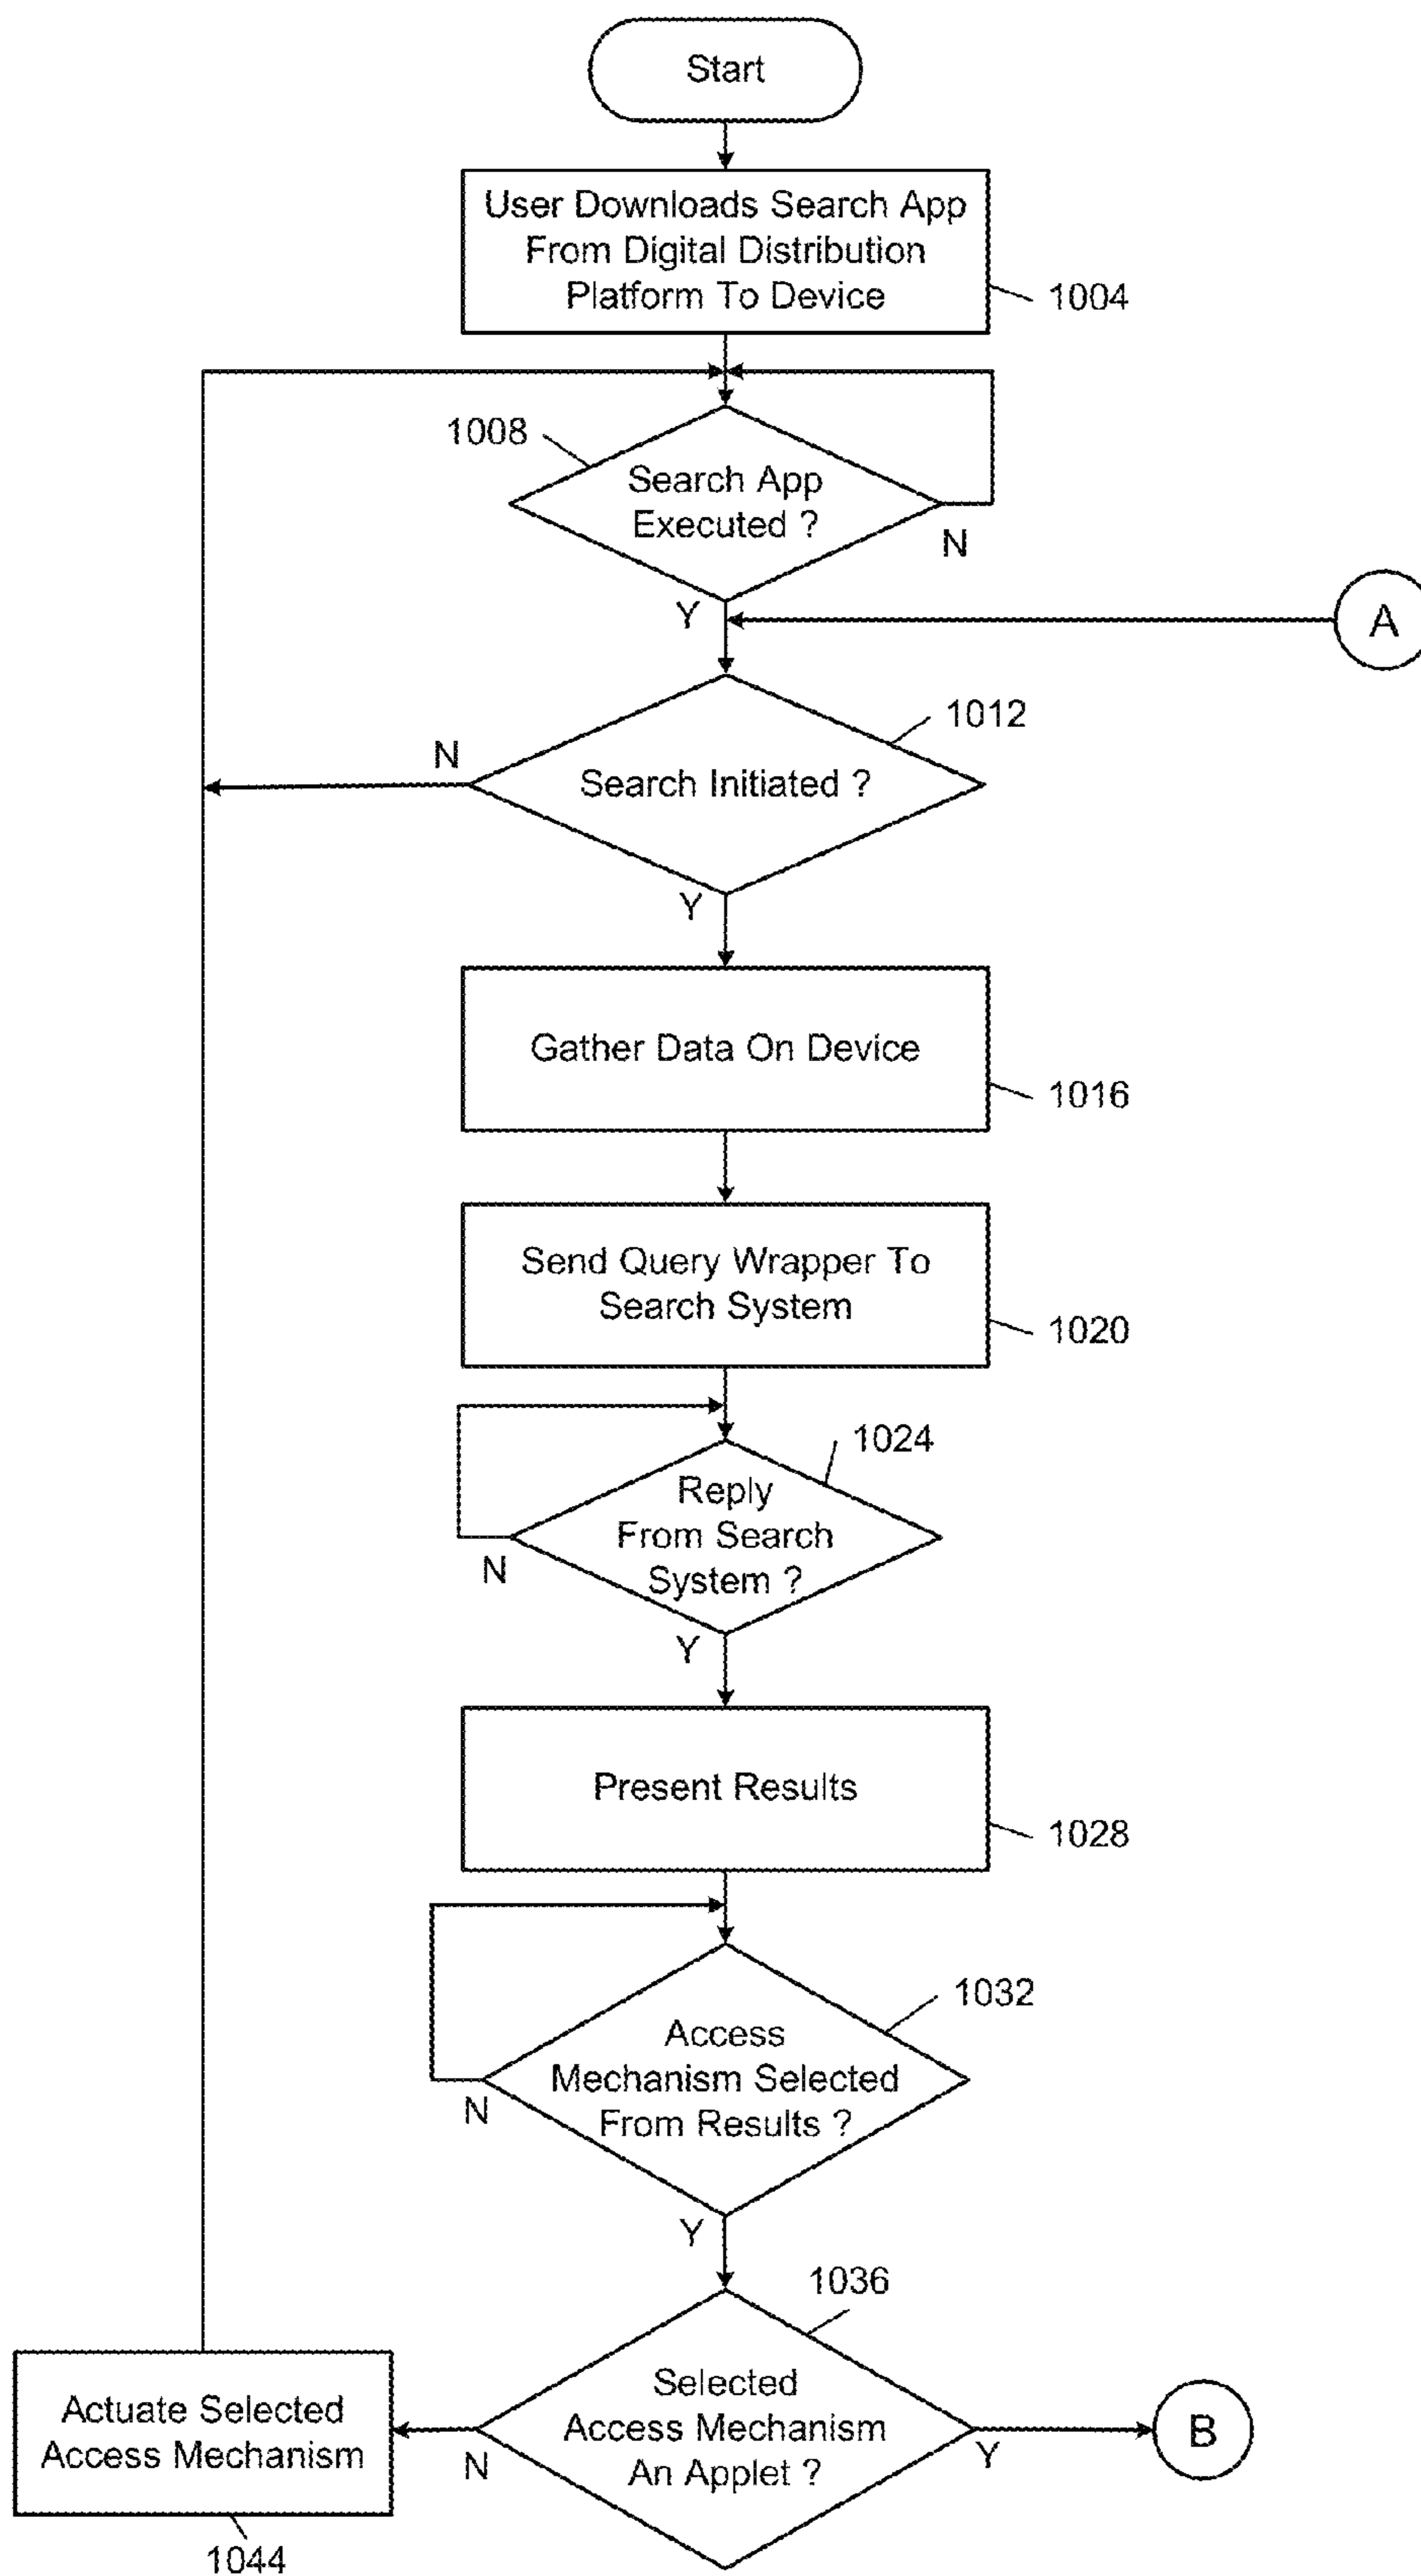 Start
User Downloads Search App
From Digital Distribution
Platform To Device
1004
1008
Search App
Executed ?
N
Y
A
1012
N
Search Initiated ?
Y
Gather Data On Device
1016
Send Query Wrapper To
Search System
1020
1024
Reply
From Search
System ?
N
Y
Present Results
1028
1032
Access
Mechanism Selected
From Results ?
N
Y
1036
Selected
Access Mechanism
An Applet ?
N
Y
B
Actuate Selected
Access Mechanism
1044